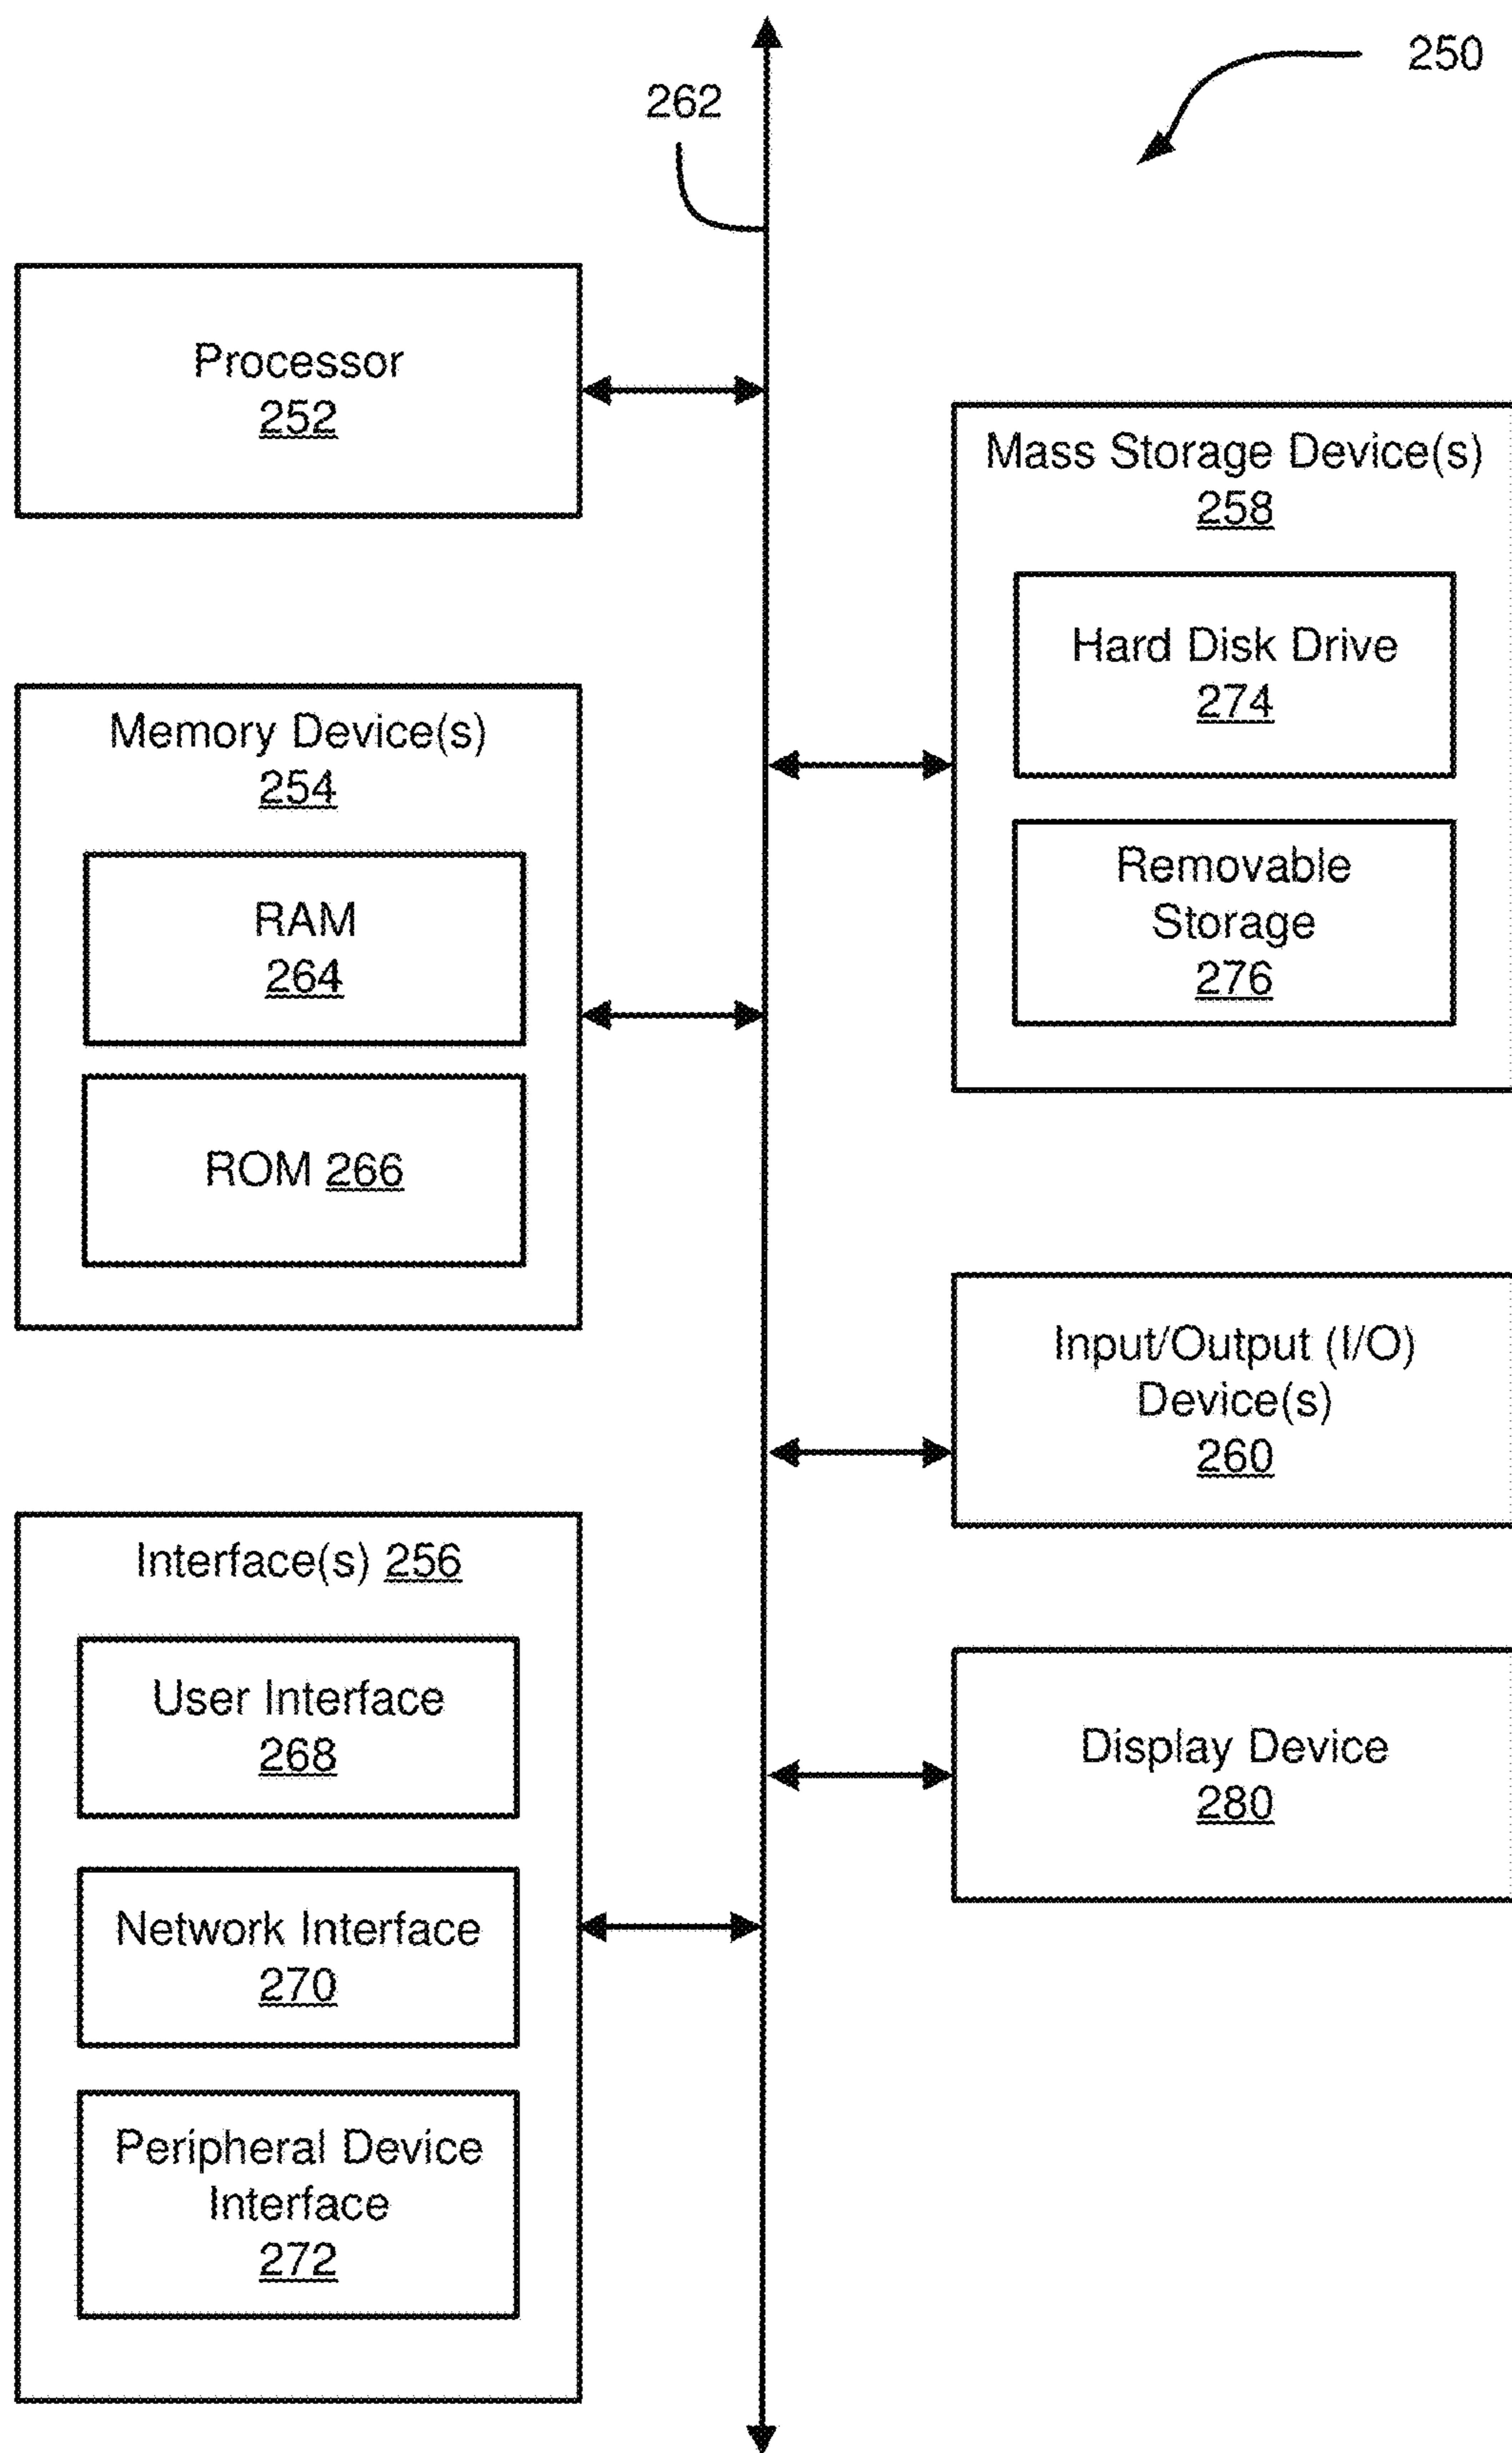 250
262
Processor
252
Mass Storage Device(s)
258
Hard Disk Drive
274
Removable
Storage
276
Memory Device(s)
254
RAM
264
ROM 266
Input/Output (I/O)
Device(s)
260
Interface(s) 256
User Interface
268
Network Interface
270
Peripheral Device
Interface
272
Display Device
280